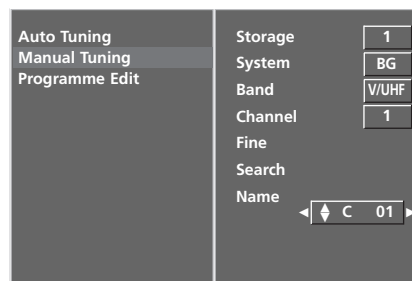 Auto Tuning
Manual Tuning
Programme Edit
Storage 1
System BG
Band V/UHF
Channel 1
Fine
Search
Name
C 01